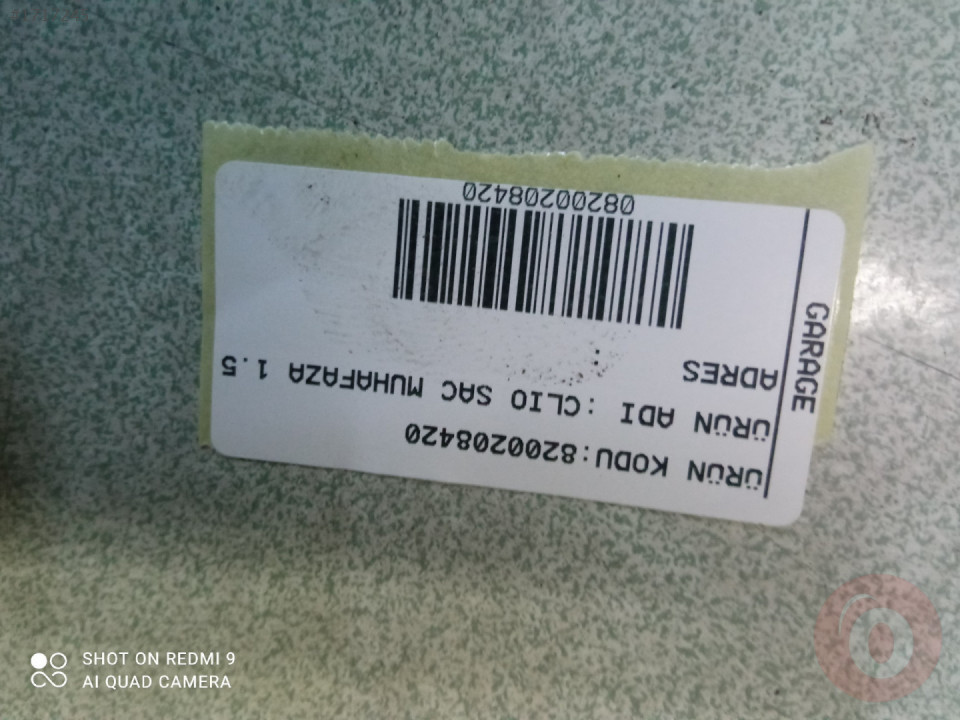 GARAGE
ÜRÜN KODU:8200208420
ÜRÜN ADI :CLIO SAC MUHAFAZA 1.5
ADRES :
08200208420
SHOT ON REDMI 9
AI QUAD CAMERA